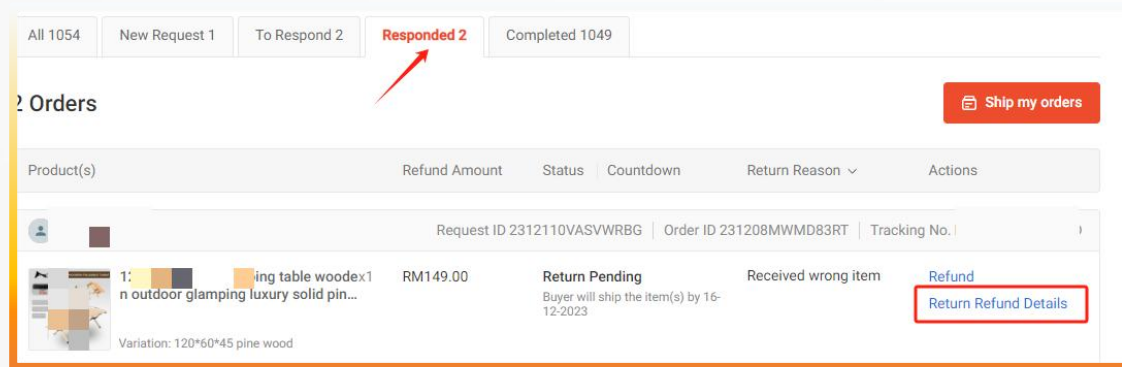 All 1054 New Request 1 To Respond 2 Responded 2 Completed 1049
2 Orders
Ship my orders
Product(s) Refund Amount Status Countdown Return Reason Actions
Request ID 2312110VASVWRBG Order ID 231208MWMD83RT Tracking No.
ing table wooden outdoor glamping luxury solid pin... x1 RM149.00 Return Pending Received wrong item Refund
Buyer will ship the item(s) by 16-
12-2023
Return Refund Details
Variation: 120*60*45 pine wood